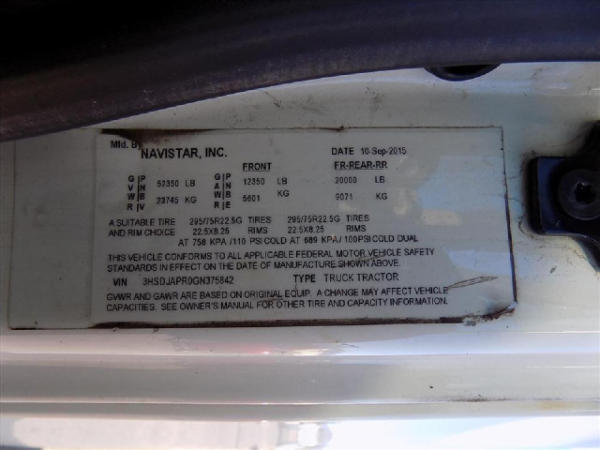 Mfd. By NAVISTAR, INC. DATE 10-Sep-2015
FRONT FR-REAR-RR
G P 52350 LB G P 12350 LB 20000 LB
V N A N
W B 23745 KG W B 5601 KG 9071 KG
R V R E
A SUITABLE TIRE 295/75R22.5G TIRES 295/75R22.5G TIRES
AND RIM CHOICE 22.5X8.25 RIMS 22.5X8.25 RIMS
AT 758 KPA /110 PSI COLD AT 689 KPA/ 100PSI COLD DUAL
THIS VEHICLE CONFORMS TO ALL APPLICABLE FEDERAL MOTOR VEHICLE SAFETY
STANDARDS IN EFFECT ON THE DATE OF MANUFACTURE SHOWN ABOVE.
VIN 3HSDJAPR0GN375842 TYPE TRUCK TRACTOR
GVWR AND GAWR ARE BASED ON ORIGINAL EQUIP. A CHANGE MAY AFFECT VEHICLE
CAPABILITIES. SEE OWNER'S MANUAL FOR OTHER TIRE AND CAPACITY INFORMATION.